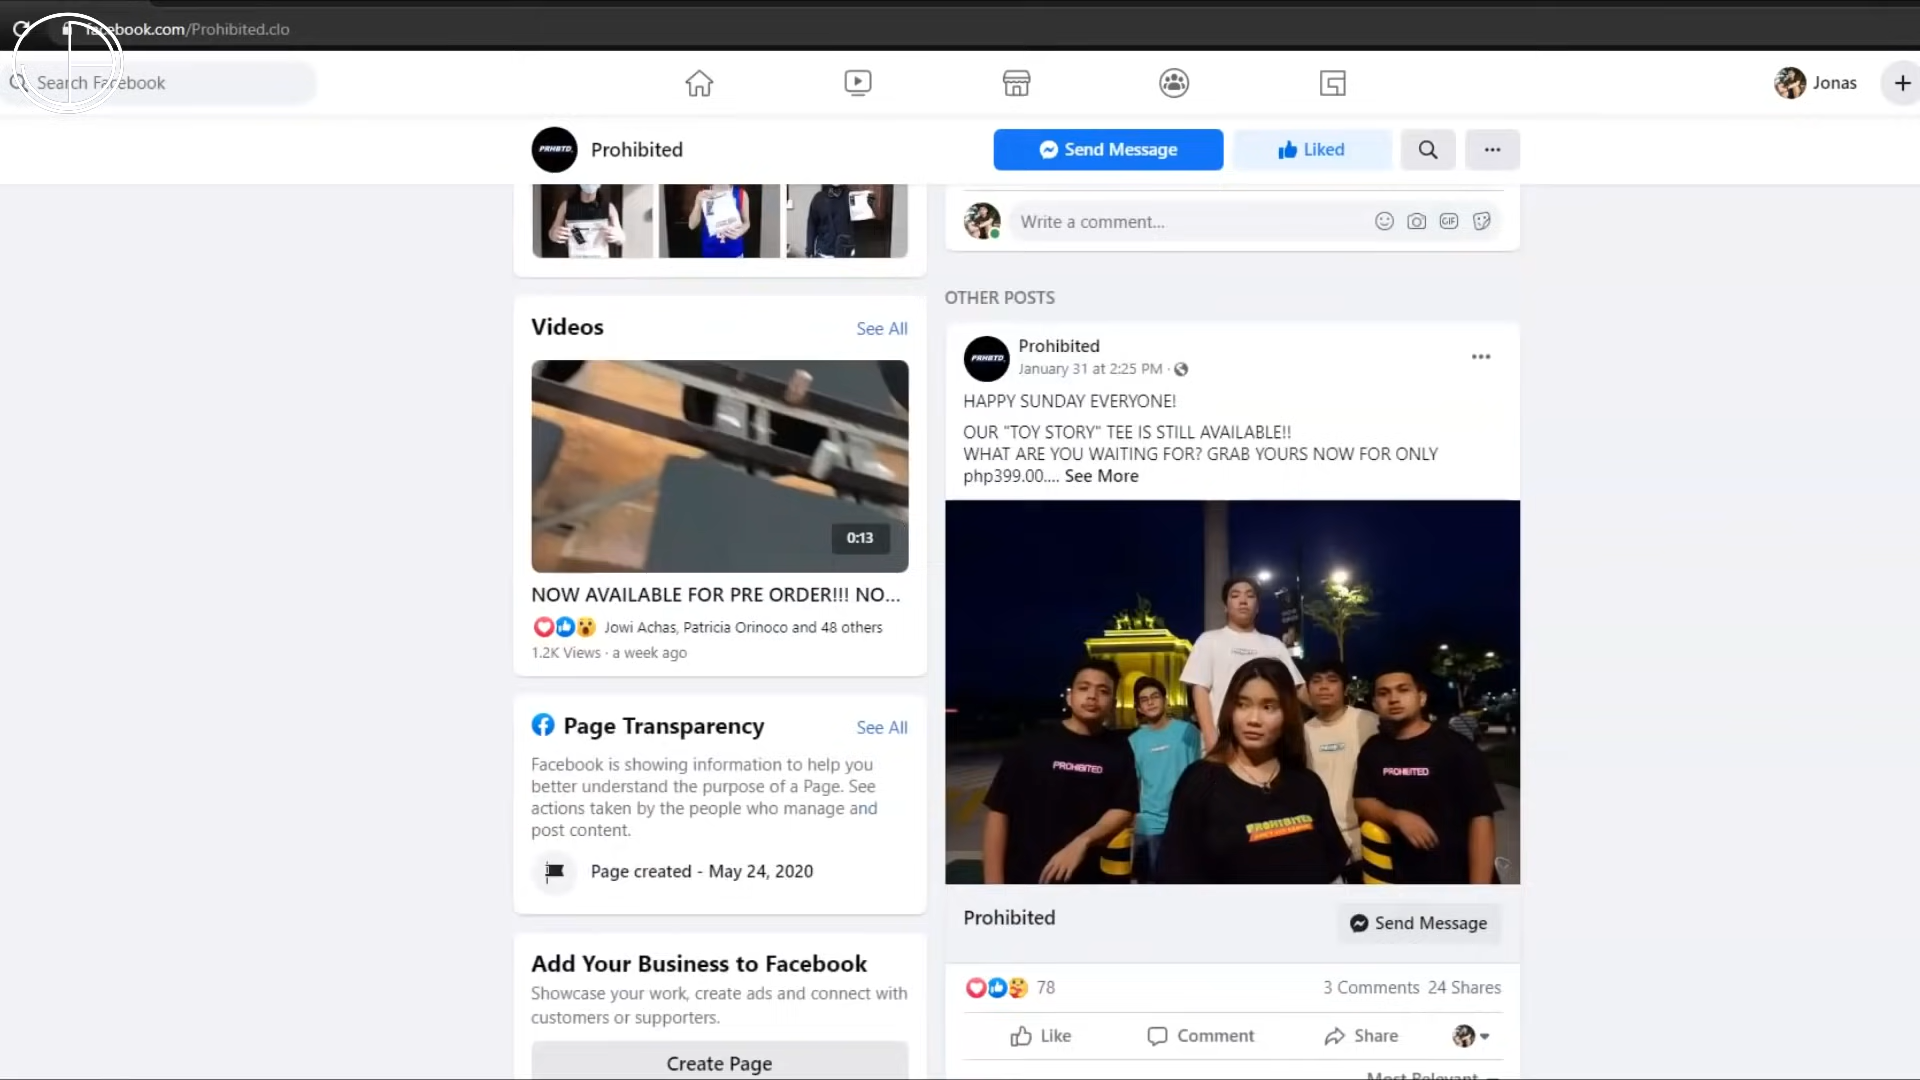 facebook.com/Prohibited.clo
Search Facebook
Jonas
PRHBTD.
Prohibited
Send Message
Liked
Write a comment...
GIF
Videos
See All
0:13
NOW AVAILABLE FOR PRE ORDER!!! NO...
Jowi Achas, Patricia Orinoco and 48 others
1.2K Views · a week ago
Page Transparency
See All
Facebook is showing information to help you
better understand the purpose of a Page. See
actions taken by the people who manage and
post content.
Page created - May 24, 2020
Add Your Business to Facebook
Showcase your work, create ads and connect with
customers or supporters.
Create Page
OTHER POSTS
PRHBTD.
Prohibited
January 31 at 2:25 PM ·
HAPPY SUNDAY EVERYONE!
OUR "TOY STORY" TEE IS STILL AVAILABLE!!
WHAT ARE YOU WAITING FOR? GRAB YOURS NOW FOR ONLY
php399.00.... See More
PROHIBITED
PROHIBITED
PROHIBITED
Prohibited
Send Message
78
3 Comments 24 Shares
Like
Comment
Share
Most Relevant